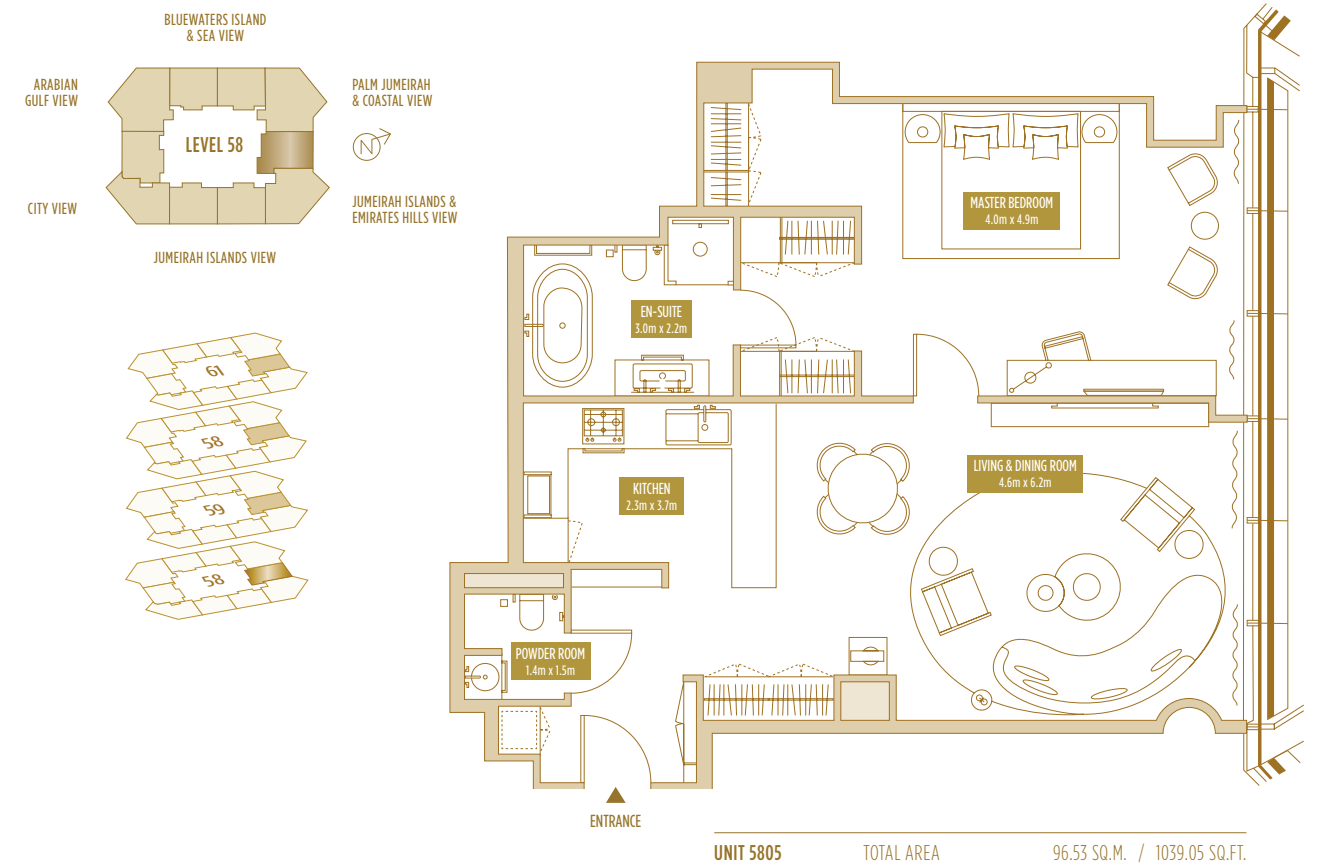 BLUEWATERS ISLAND
& SEA VIEW
ARABIAN
GULF VIEW
PALM JUMEIRAH
& COASTAL VIEW
LEVEL 58
N
CITY VIEW
JUMEIRAH ISLANDS &
EMIRATES HILLS VIEW
JUMEIRAH ISLANDS VIEW
61
58
59
58
MASTER BEDROOM
4.0m x 4.9m
EN-SUITE
3.0m x 2.2m
KITCHEN
2.3m x 3.7m
LIVING & DINING ROOM
4.6m x 6.2m
POWDER ROOM
1.4m x 1.5m
ENTRANCE
UNIT 5805 TOTAL AREA 96.53 SQ.M. / 1039.05 SQ.FT.